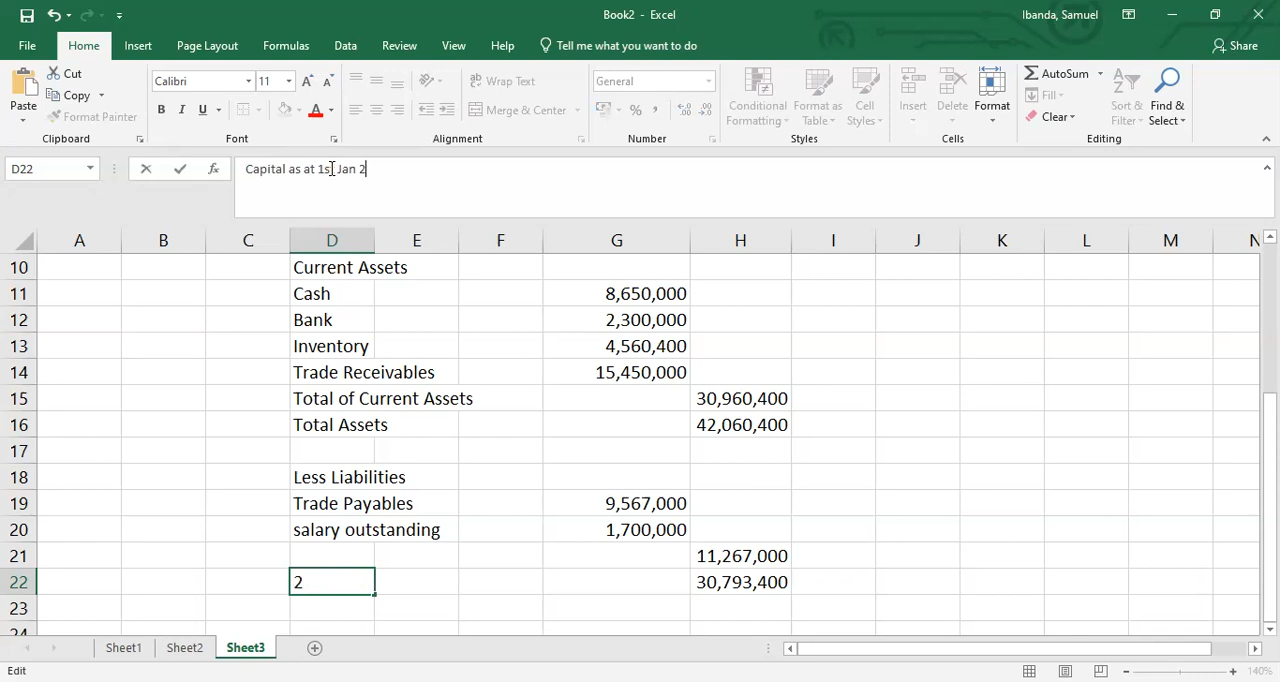 Book2 - Excel
Ibanda, Samuel
File Home Insert Page Layout Formulas Data Review View Help Tell me what you want to do Share
Paste
Cut
Copy
Format Painter
Clipboard
Calibri 11
B I U
Font
Wrap Text
Merge & Center
Alignment
General
Number
Conditional Formatting
Format as Table
Cell Styles
Styles
Insert Delete Format
Cells
AutoSum
Fill
Clear
Sort & Filter
Find & Select
Editing
D22
fx
Capital as at 1s Jan 2
A B C D E F G H I J K L M N
10 Current Assets
11 Cash 8,650,000
12 Bank 2,300,000
13 Inventory 4,560,400
14 Trade Receivables 15,450,000
15 Total of Current Assets 30,960,400
16 Total Assets 42,060,400
17
18 Less Liabilities
19 Trade Payables 9,567,000
20 salary outstanding 1,700,000
21 11,267,000
22 2 30,793,400
23
24
Sheet1 Sheet2 Sheet3
Edit
140%